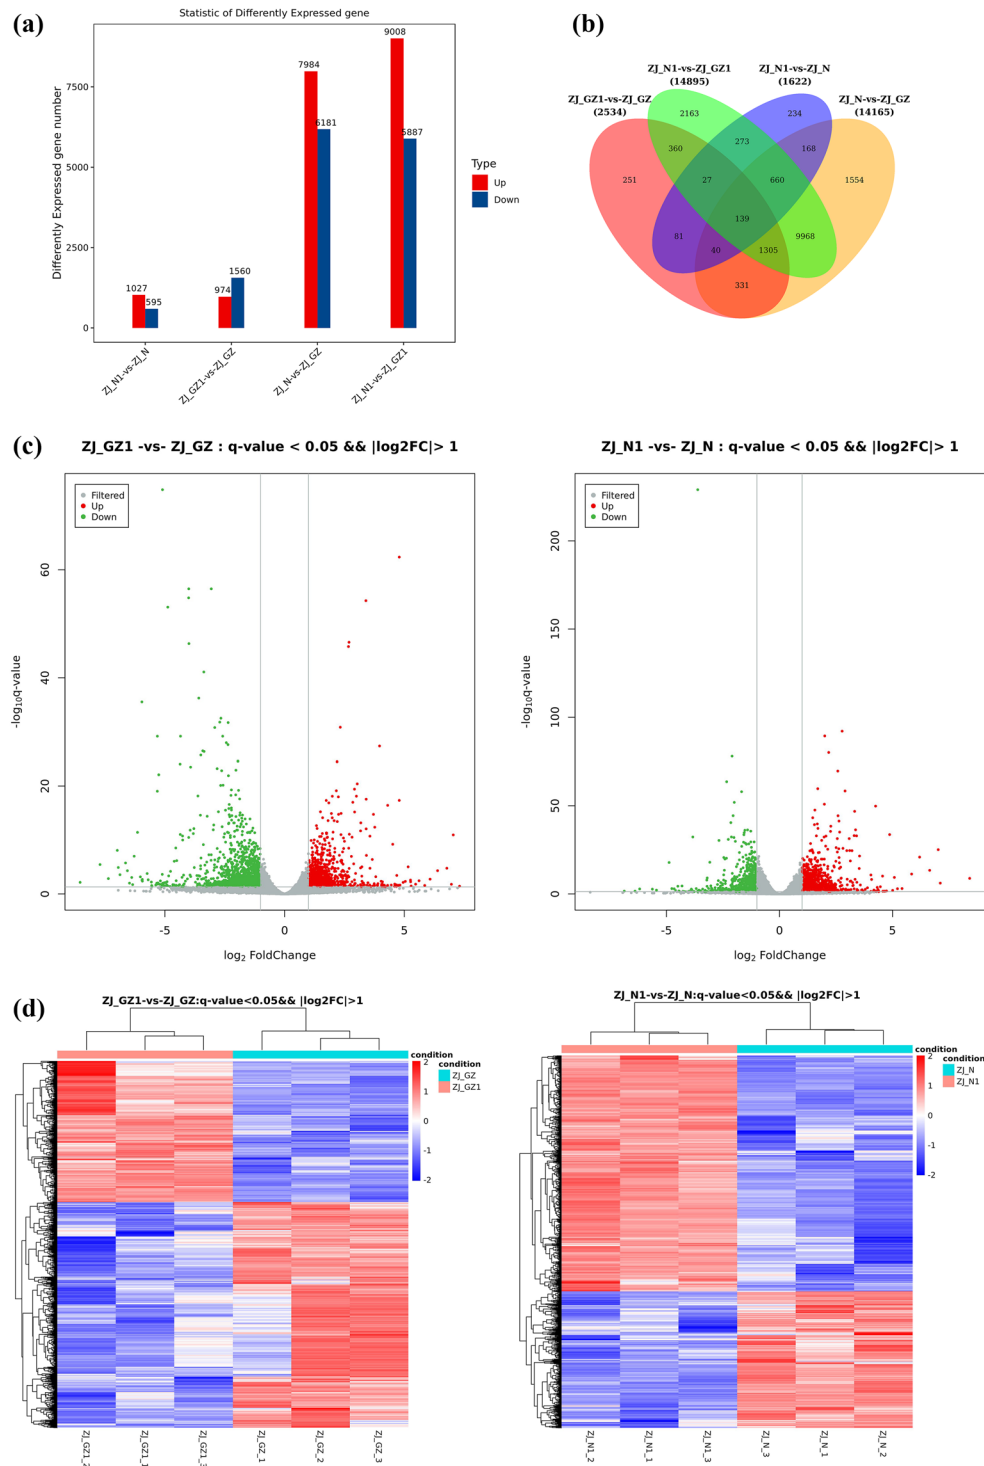 (a)
Statistic of Differently Expressed gene
Differently Expressed gene number
7500
5000
2500
0
1027
595
974
1560
7984
6181
9008
5887
ZJ_N1-vs-ZJ_N
ZJ_GZ1-vs-ZJ_GZ
ZJ_N-vs-ZJ_GZ
ZJ_N1-vs-ZJ_GZ1
Type
Up
Down
(b)
ZJ_N1-vs-ZJ_GZ1
(14895)
ZJ_N1-vs-ZJ_N
(1622)
ZJ_GZ1-vs-ZJ_GZ
(2534)
ZJ_N-vs-ZJ_GZ
(14165)
2163
234
360
273
168
251
27
660
1554
139
81
40
1305
9968
331
(c)
ZJ_GZ1 -vs- ZJ_GZ : q-value < 0.05 && |log2FC|> 1
Filtered
Up
Down
-log10q-value
60
40
20
0
-5
0
5
log2 FoldChange
ZJ_N1 -vs- ZJ_N : q-value < 0.05 && |log2FC|> 1
Filtered
Up
Down
-log10q-value
200
150
100
50
0
-5
0
5
log2 FoldChange
(d)
ZJ_GZ1-vs-ZJ_GZ:q-value<0.05&& |log2FC|>1
condition
condition
ZJ_GZ
ZJ_GZ1
2
1
0
-1
-2
ZJ_GZ1_2
ZJ_GZ1_1
ZJ_GZ1_3
ZJ_GZ_1
ZJ_GZ_2
ZJ_GZ_3
ZJ_N1-vs-ZJ_N:q-value<0.05&& |log2FC|>1
condition
condition
ZJ_N
ZJ_N1
2
1
0
-1
-2
ZJ_N1_2
ZJ_N1_1
ZJ_N1_3
ZJ_N_3
ZJ_N_1
ZJ_N_2